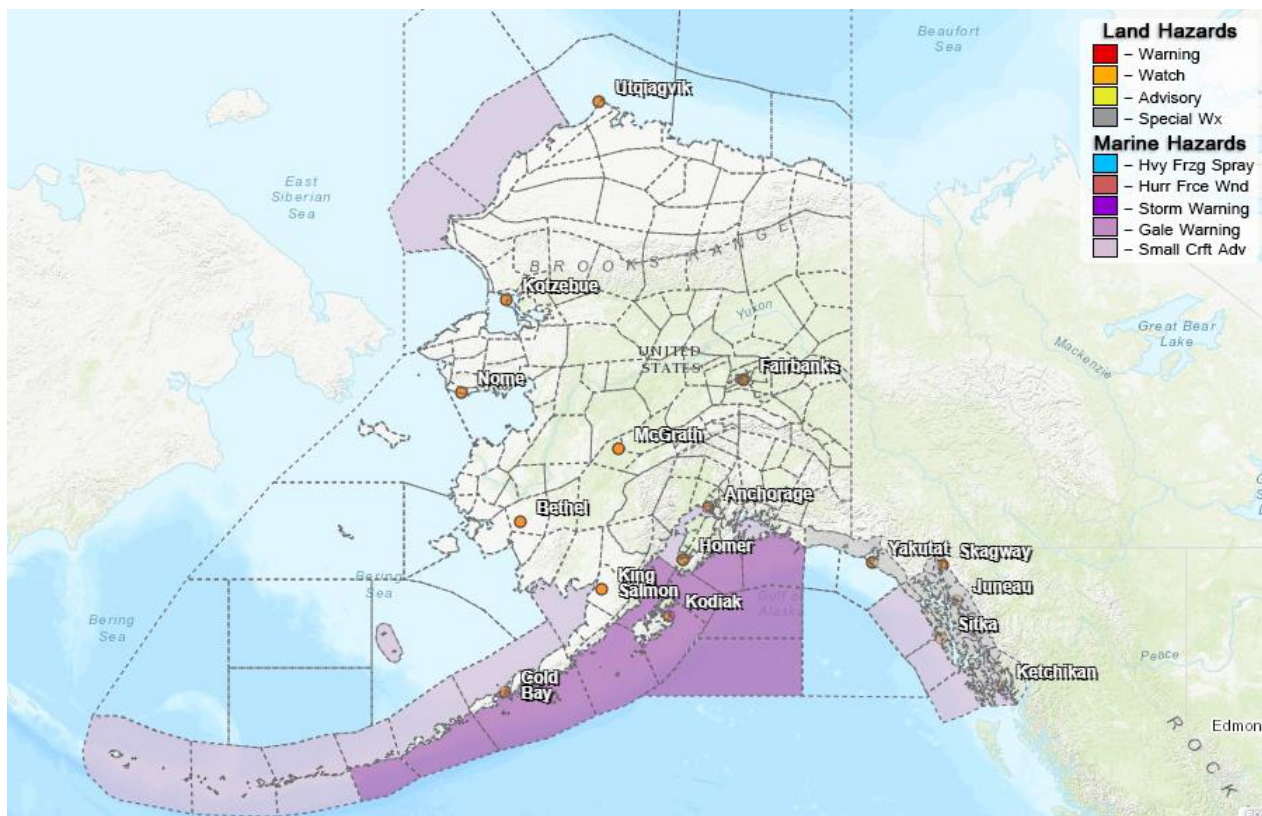 Beaufort
Sea
Land Hazards
– Warning
– Watch
– Advisory
– Special Wx
Marine Hazards
– Hvy Frzg Spray
– Hurr Frce Wnd
– Storm Warning
– Gale Warning
– Small Crft Adv
Utqiagvik
East
Siberian
Sea
BROOKS RANGE
Kotzebue
Yukon
Great Bear
Lake
Mackenzie
UNITED
STATES
Fairbanks
Nome
McGrath
Anchorage
Bethel
Homer
Yakutat
Skagway
King
Salmon
Juneau
Bering
Sea
Kodiak
Gulf of
Alaska
Bering
Sea
Sitka
Peace
Ketchikan
Cold
Bay
ROCK
Edmon